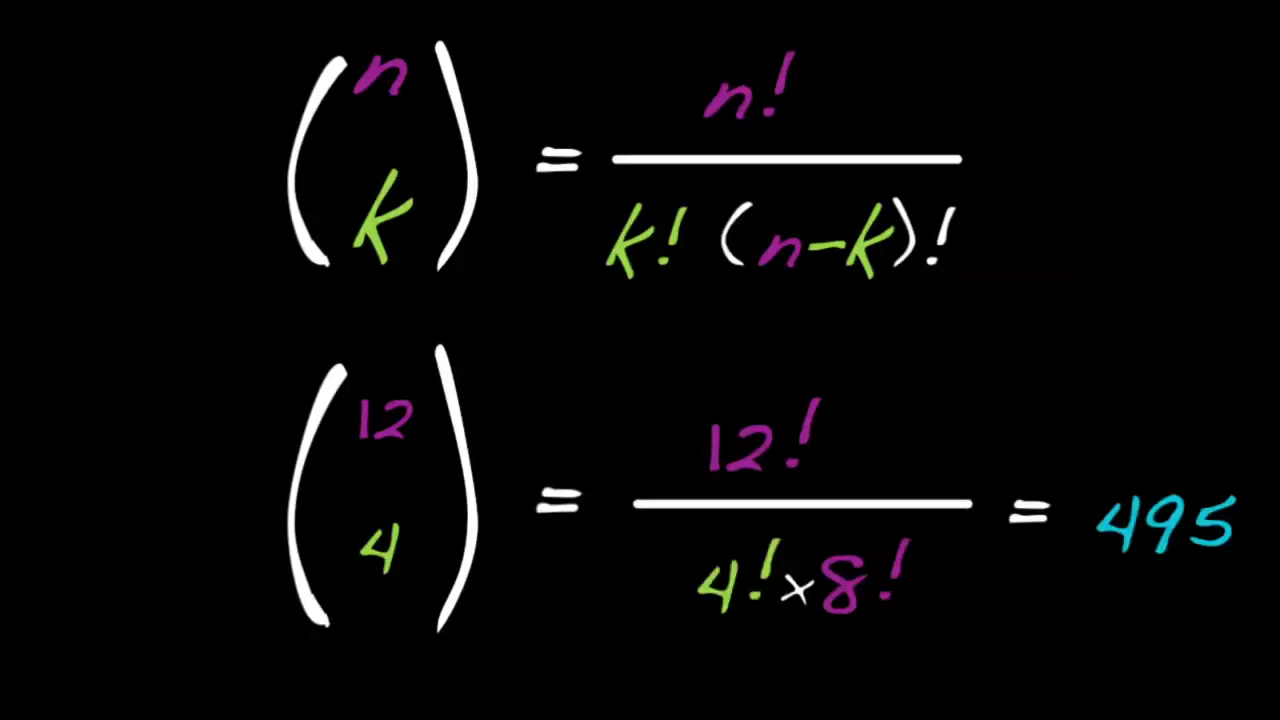 (n k) = n! / k! (n-k)!
(12 4) = 12! / 4! × 8! = 495